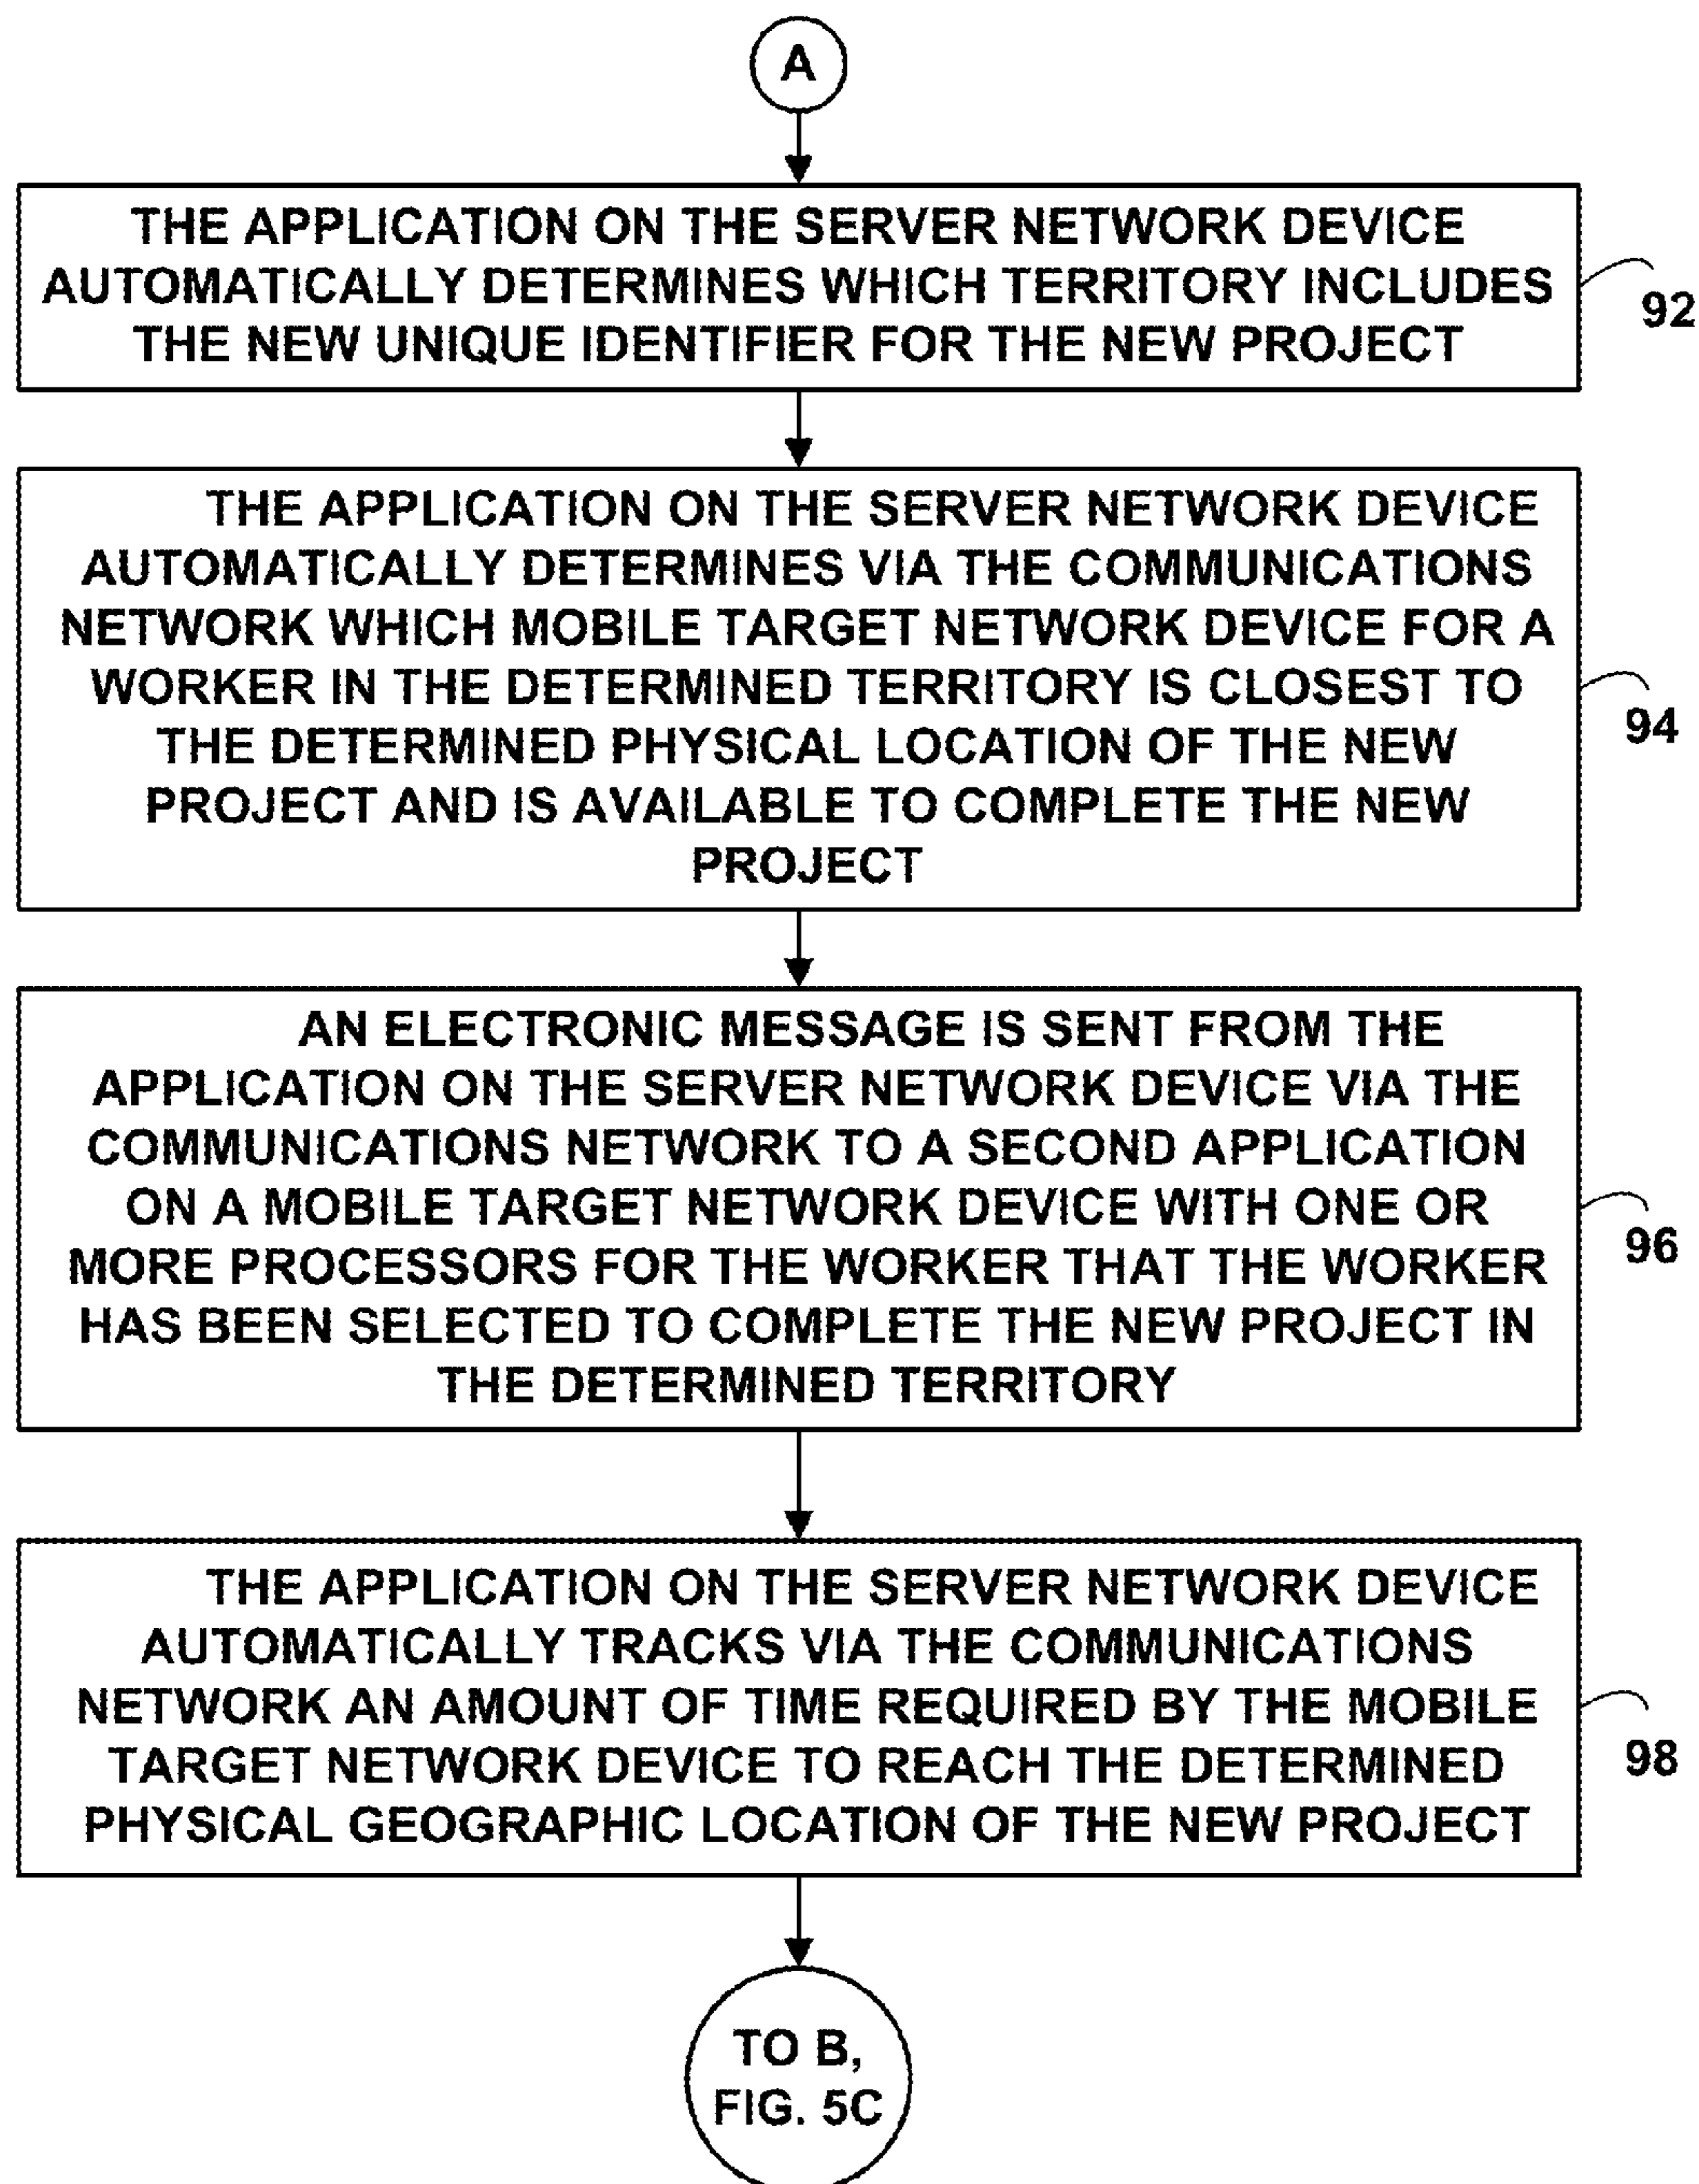 A
THE APPLICATION ON THE SERVER NETWORK DEVICE
AUTOMATICALLY DETERMINES WHICH TERRITORY INCLUDES
THE NEW UNIQUE IDENTIFIER FOR THE NEW PROJECT
92
THE APPLICATION ON THE SERVER NETWORK DEVICE
AUTOMATICALLY DETERMINES VIA THE COMMUNICATIONS
NETWORK WHICH MOBILE TARGET NETWORK DEVICE FOR A
WORKER IN THE DETERMINED TERRITORY IS CLOSEST TO
THE DETERMINED PHYSICAL LOCATION OF THE NEW
PROJECT AND IS AVAILABLE TO COMPLETE THE NEW
PROJECT
94
AN ELECTRONIC MESSAGE IS SENT FROM THE
APPLICATION ON THE SERVER NETWORK DEVICE VIA THE
COMMUNICATIONS NETWORK TO A SECOND APPLICATION
ON A MOBILE TARGET NETWORK DEVICE WITH ONE OR
MORE PROCESSORS FOR THE WORKER THAT THE WORKER
HAS BEEN SELECTED TO COMPLETE THE NEW PROJECT IN
THE DETERMINED TERRITORY
96
THE APPLICATION ON THE SERVER NETWORK DEVICE
AUTOMATICALLY TRACKS VIA THE COMMUNICATIONS
NETWORK AN AMOUNT OF TIME REQUIRED BY THE MOBILE
TARGET NETWORK DEVICE TO REACH THE DETERMINED
PHYSICAL GEOGRAPHIC LOCATION OF THE NEW PROJECT
98
TO B,
FIG. 5C